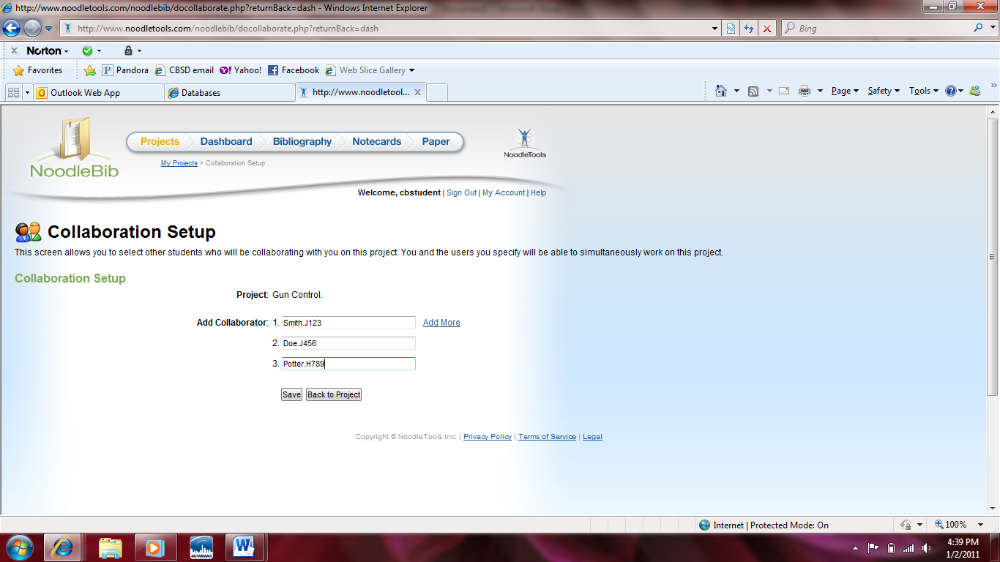 http://www.noodletools.com/noodlebib/docollaborate.php?returnBack=dash - Windows Internet Explorer
http://www.noodletools.com/noodlebib/docollaborate.php?returnBack=dash
Bing
Norton
Favorites
Pandora
CBSD email
Yahoo!
Facebook
Web Slice Gallery
Outlook Web App
Databases
http://www.noodletool...
Page
Safety
Tools
NoodleBib
Projects
Dashboard
Bibliography
Notecards
Paper
NoodleTools
My Projects > Collaboration Setup
Welcome, cbstudent | Sign Out | My Account | Help
Collaboration Setup
This screen allows you to select other students who will be collaborating with you on this project. You and the users you specify will be able to simultaneously work on this project.
Collaboration Setup
Project: Gun Control.
Add Collaborator: 1. Smith.J123 Add More
2. Doe.J456
3. Potter.H789
Save Back to Project
Copyright © NoodleTools Inc. | Privacy Policy | Terms of Service | Legal
Internet | Protected Mode: On
100%
4GWiMAX
4:39 PM
1/2/2011